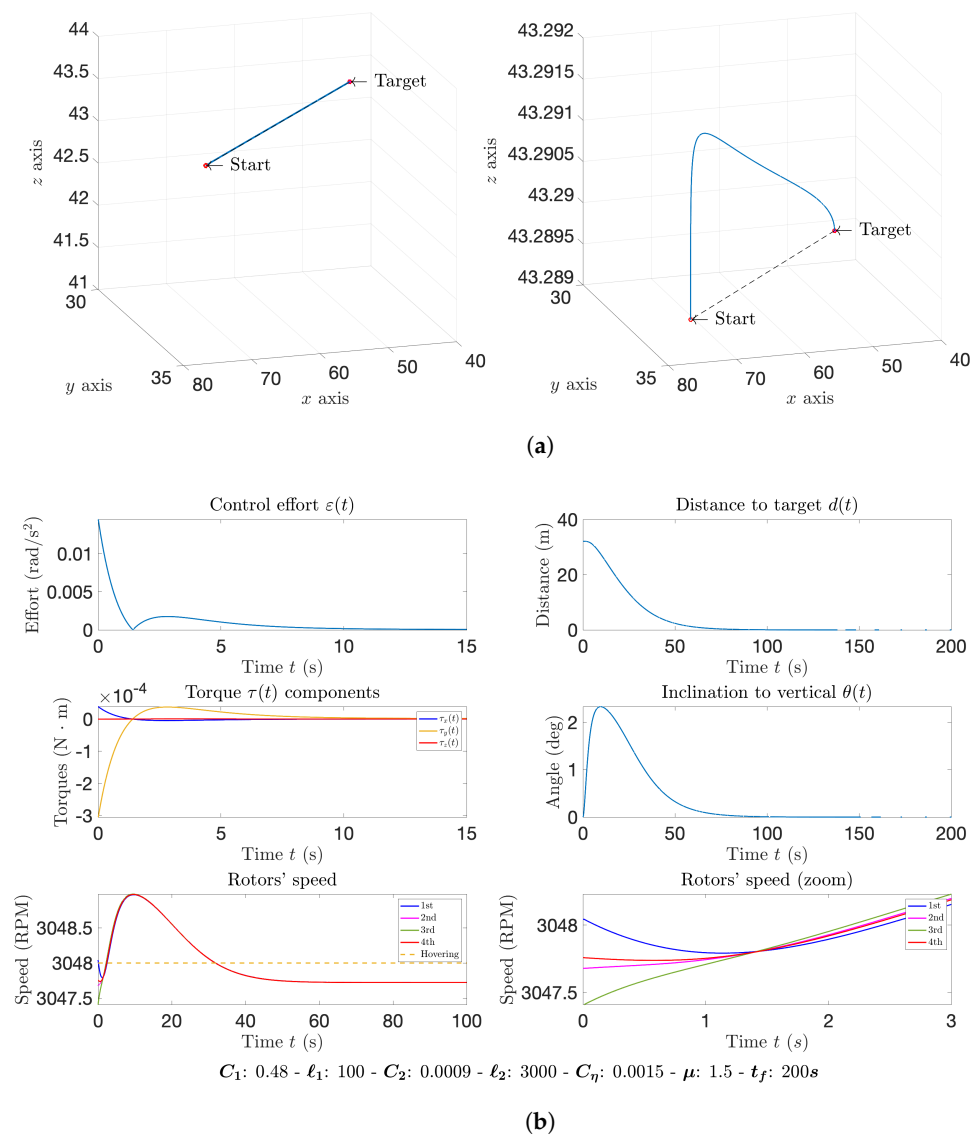 44
43.5
43
42.5
42
41.5
41
30
35
80
70
60
50
40
z axis
y axis
x axis
Target
Start
43.292
43.2915
43.291
43.2905
43.29
43.2895
43.289
30
35
80
70
60
50
40
z axis
y axis
x axis
Target
Start
(a)
Control effort ε(t)
Effort (rad/s²)
0.01
0.005
0
0 5 10 15
Time t (s)
Distance to target d(t)
Distance (m)
40
20
0
0 50 100 150 200
Time t (s)
×10⁻⁴
Torque τ(t) components
Torques (N · m)
0
-1
-2
-3
τx(t)
τy(t)
τz(t)
0 5 10 15
Time t (s)
Inclination to vertical θ(t)
Angle (deg)
2
1
0
0 50 100 150 200
Time t (s)
Rotors' speed
Speed (RPM)
3048.5
3048
3047.5
1st
2nd
3rd
4th
Hovering
0 20 40 60 80 100
Time t (s)
Rotors' speed (zoom)
Speed (RPM)
3048
3047.5
1st
2nd
3rd
4th
0 1 2 3
Time t (s)
C₁: 0.48 - ℓ₁: 100 - C₂: 0.0009 - ℓ₂: 3000 - Cη: 0.0015 - μ: 1.5 - tf: 200s
(b)